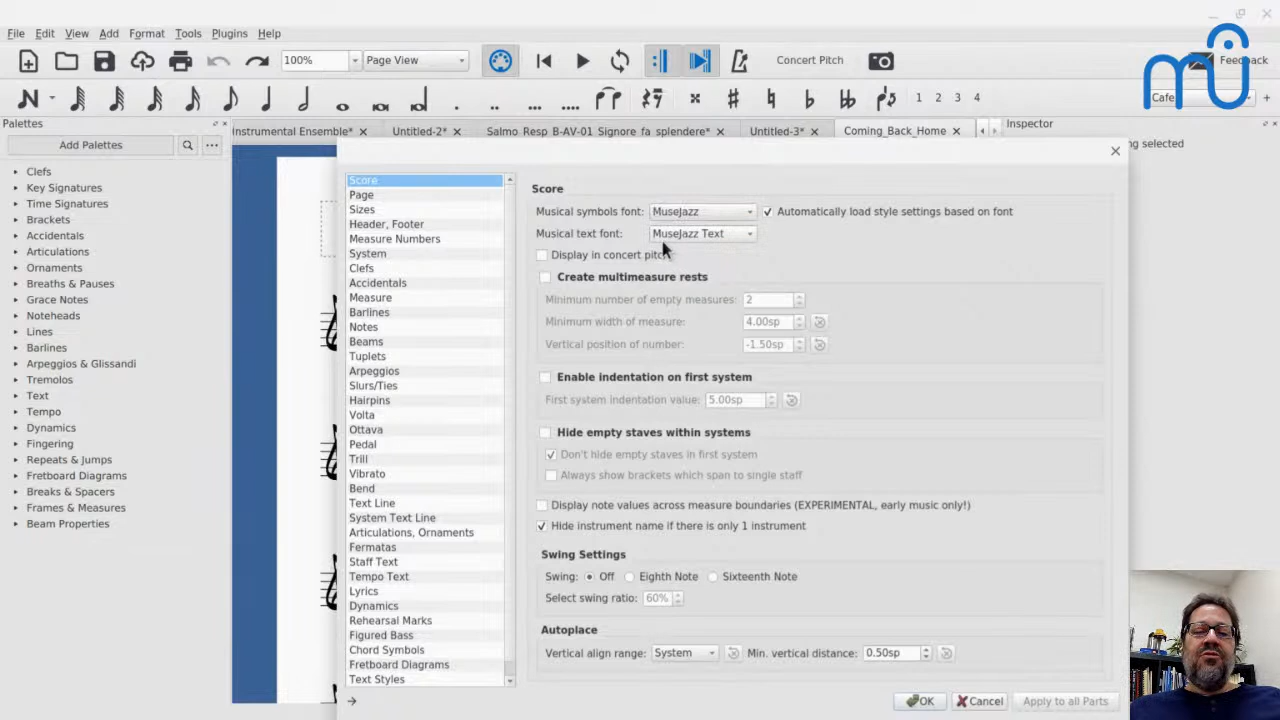 File Edit View Add Format Tools Plugins Help
100% Page View Concert Pitch Feedback
1 2 3 4 Cafe +
Palettes Instrumental Ensemble* Untitled-2* Salmo_Resp_B-AV-01_Signore_fa_splendere* Untitled-3* Coming_Back_Home Inspector
Add Palettes ...
selected
Clefs
Key Signatures
Time Signatures
Brackets
Accidentals
Articulations
Ornaments
Breaths & Pauses
Grace Notes
Noteheads
Lines
Barlines
Arpeggios & Glissandi
Tremolos
Text
Tempo
Dynamics
Fingering
Repeats & Jumps
Fretboard Diagrams
Breaks & Spacers
Frames & Measures
Beam Properties
Score
Page
Sizes
Header, Footer
Measure Numbers
System
Clefs
Accidentals
Measure
Barlines
Notes
Beams
Tuplets
Arpeggios
Slurs/Ties
Hairpins
Volta
Ottava
Pedal
Trill
Vibrato
Bend
Text Line
System Text Line
Articulations, Ornaments
Fermatas
Staff Text
Tempo Text
Lyrics
Dynamics
Rehearsal Marks
Figured Bass
Chord Symbols
Fretboard Diagrams
Text Styles
Score
Musical symbols font: MuseJazz Automatically load style settings based on font
Musical text font: MuseJazz Text
Display in concert pitch
Create multimeasure rests
Minimum number of empty measures: 2
Minimum width of measure: 4.00sp
Vertical position of number: -1.50sp
Enable indentation on first system
First system indentation value: 5.00sp
Hide empty staves within systems
Don't hide empty staves in first system
Always show brackets which span to single staff
Display note values across measure boundaries (EXPERIMENTAL, early music only!)
Hide instrument name if there is only 1 instrument
Swing Settings
Swing: Off Eighth Note Sixteenth Note
Select swing ratio: 60%
Autoplace
Vertical align range: System Min. vertical distance: 0.50sp
OK Cancel Apply to all Parts